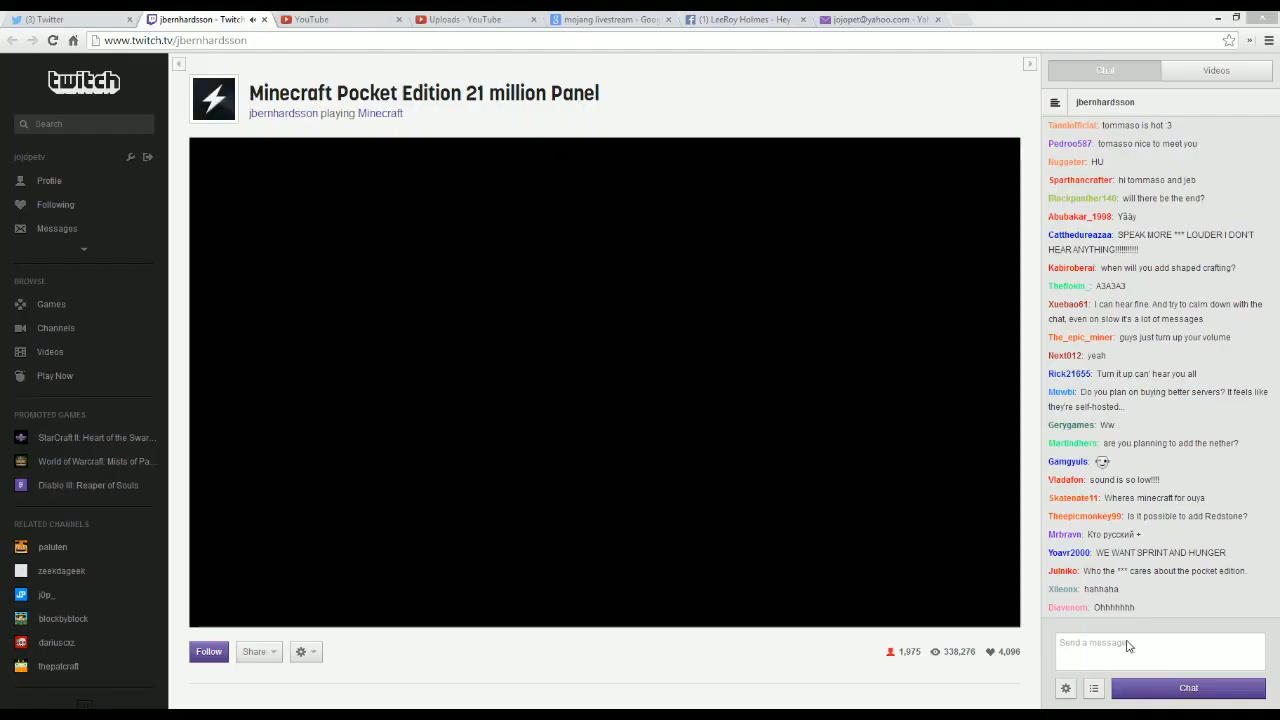 (3) Twitter
jbernhardsson - Twitch
YouTube
Uploads - YouTube
mojang livestream - Goo
(1) LeeRoy Holmes - Hey
jojopet@yahoo.com - Yah
www.twitch.tv/jbernhardsson
twitch
Search
jojopetv
Profile
Following
Messages
BROWSE
Games
Channels
Videos
Play Now
PROMOTED GAMES
StarCraft II: Heart of the Swar...
World of Warcraft: Mists of Pa...
Diablo III: Reaper of Souls
RELATED CHANNELS
paluten
zeekdageek
j0p_
blockbyblock
dariuscxz
thepalcraft
Minecraft Pocket Edition 21 million Panel
jbernhardsson playing Minecraft
Follow
Share
1,975
338,276
4,096
Chat
Videos
jbernhardsson
tommaso is hot :3
Pedroo587: tomasso nice to meet you
Nuggeter: HU
Sparthancrafter: hi tommaso and jeb
Blackpanther140: will there be the end?
Abubakar_1998: Yääy
Catthedureazaa: SPEAK MORE *** LOUDER I DON'T
HEAR ANYTHING!!!!!!!!!!!
Kabiroberai: when will you add shaped crafting?
Theflokin_: A3A3A3
Xuebao61: I can hear fine. And try to calm down with the
chat, even on slow it's a lot of messages
The_epic_miner: guys just turn up your volume
Next012: yeah
Rick21655: Turn it up can' hear you all
Muwbi: Do you plan on buying better servers? It feels like
they're self-hosted...
Gerygames: Ww
Martindhers: are you planning to add the nether?
Gamgyuls:
Vladafon: sound is so low!!!!
Skatenate11: Wheres minecraft for ouya
Theepicmonkey99: Is it possible to add Redstone?
Mrbravn: Кто русский +
Yoavr2000: WE WANT SPRINT AND HUNGER
Julniko: Who the *** cares about the pocket edition.
Xileonx: hahhaha
Diavenom: Ohhhhhhh
Send a message
Chat